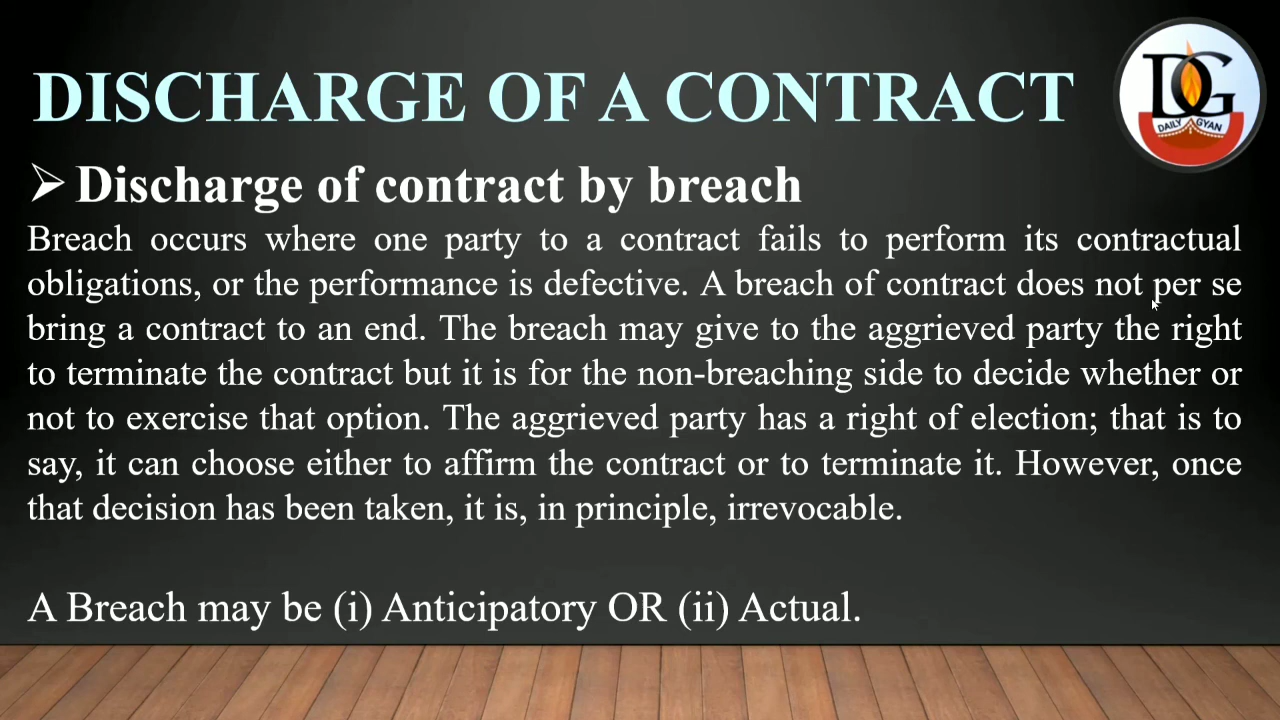 DISCHARGE OF A CONTRACT
DG
DAILY GYAN
➢ Discharge of contract by breach
Breach occurs where one party to a contract fails to perform its contractual
obligations, or the performance is defective. A breach of contract does not per se
bring a contract to an end. The breach may give to the aggrieved party the right
to terminate the contract but it is for the non-breaching side to decide whether or
not to exercise that option. The aggrieved party has a right of election; that is to
say, it can choose either to affirm the contract or to terminate it. However, once
that decision has been taken, it is, in principle, irrevocable.
A Breach may be (i) Anticipatory OR (ii) Actual.